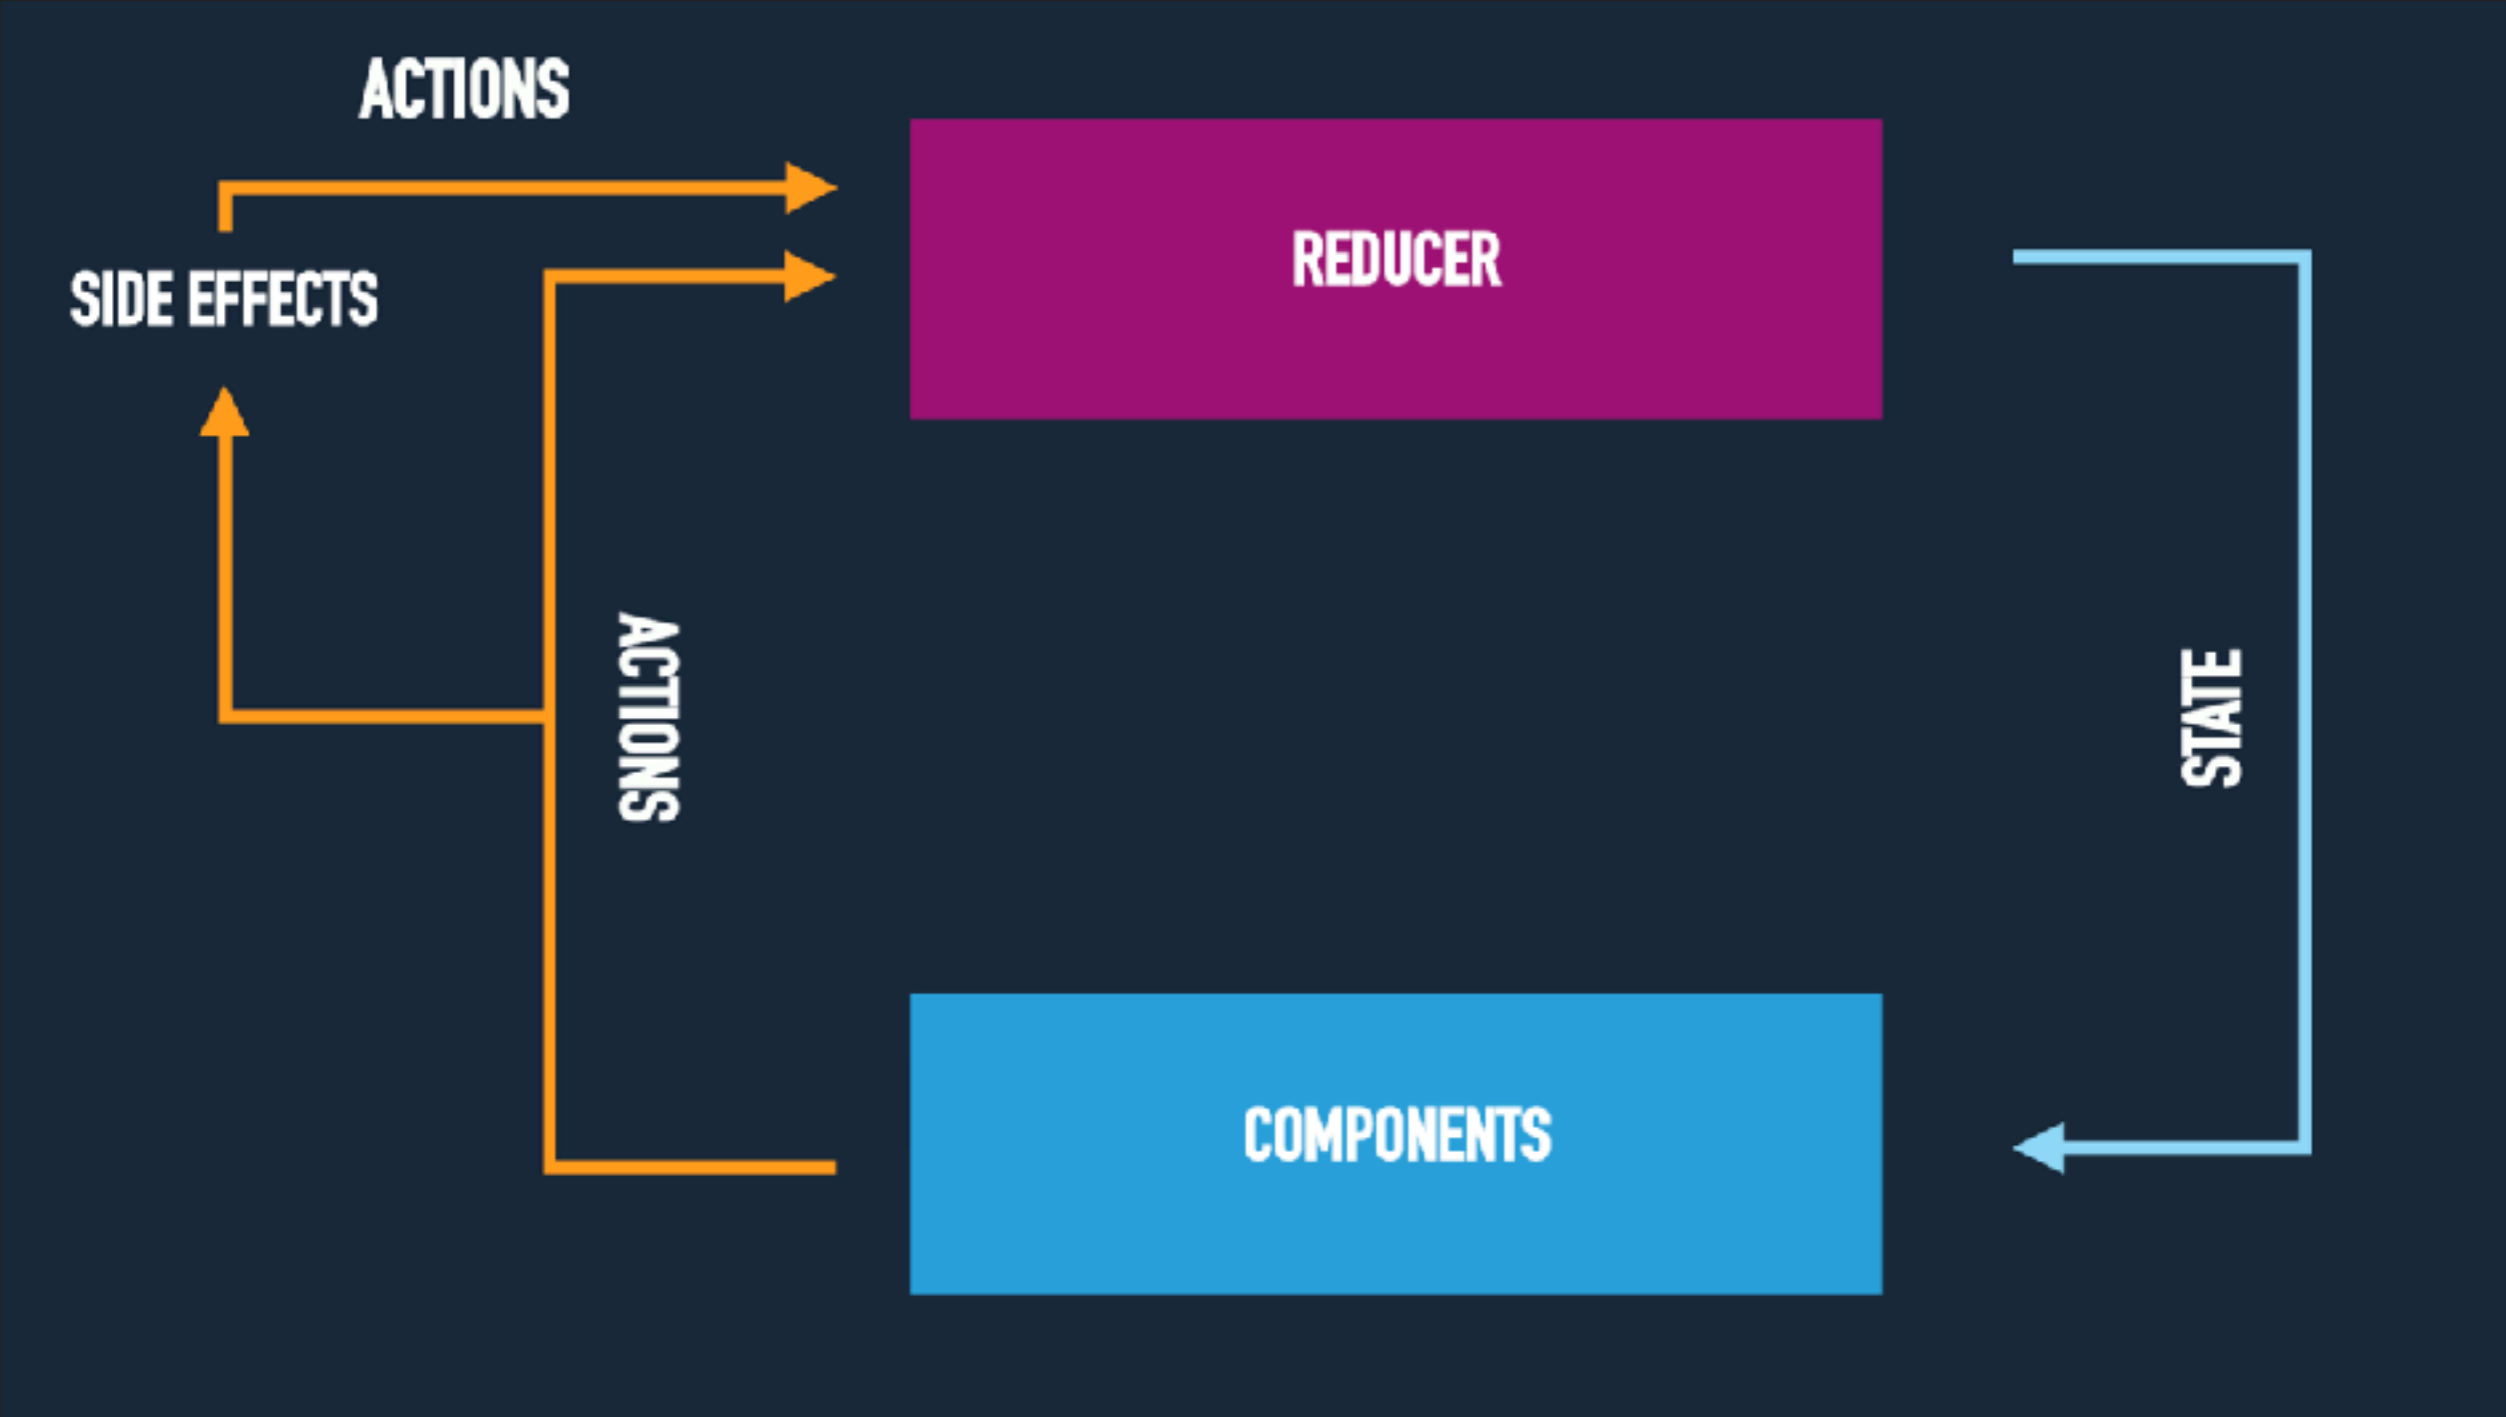 ACTIONS
REDUCER
SIDE EFFECTS
ACTIONS
STATE
COMPONENTS